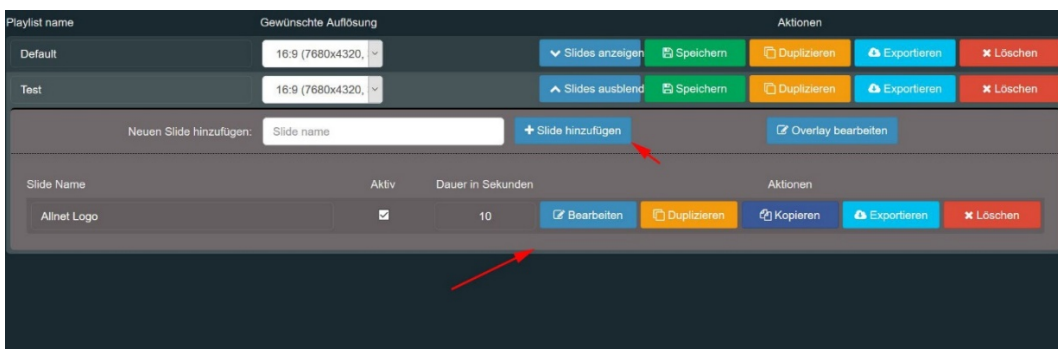 Playlist name Gewünschte Auflösung Aktionen
Default 16:9 (7680x4320, Slides anzeigen Speichern Duplizieren Exportieren Löschen
Test 16:9 (7680x4320, Slides ausblend Speichern Duplizieren Exportieren Löschen
Neuen Slide hinzufügen: Slide name Slide hinzufügen Overlay bearbeiten
Slide Name Aktiv Dauer in Sekunden Aktionen
Allnet Logo 10 Bearbeiten Duplizieren Kopieren Exportieren Löschen